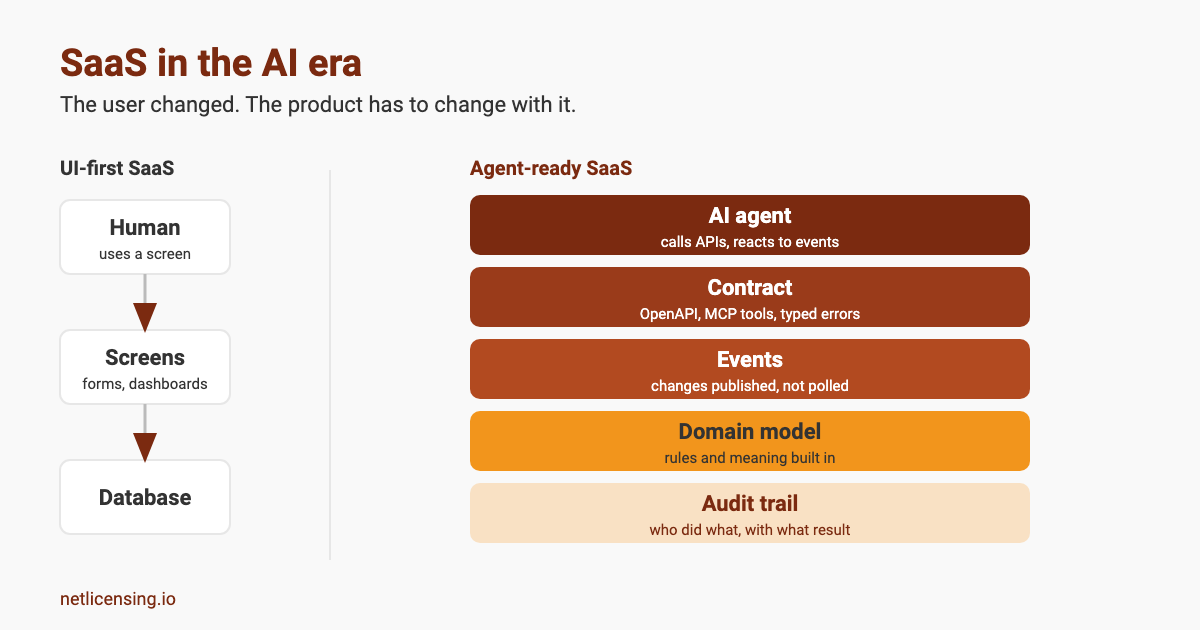 SaaS in the AI era
The user changed. The product has to change with it.
UI-first SaaS
Human
uses a screen
Screens
forms, dashboards
Database
Agent-ready SaaS
AI agent
calls APIs, reacts to events
Contract
OpenAPI, MCP tools, typed errors
Events
changes published, not polled
Domain model
rules and meaning built in
Audit trail
who did what, with what result
netlicensing.io